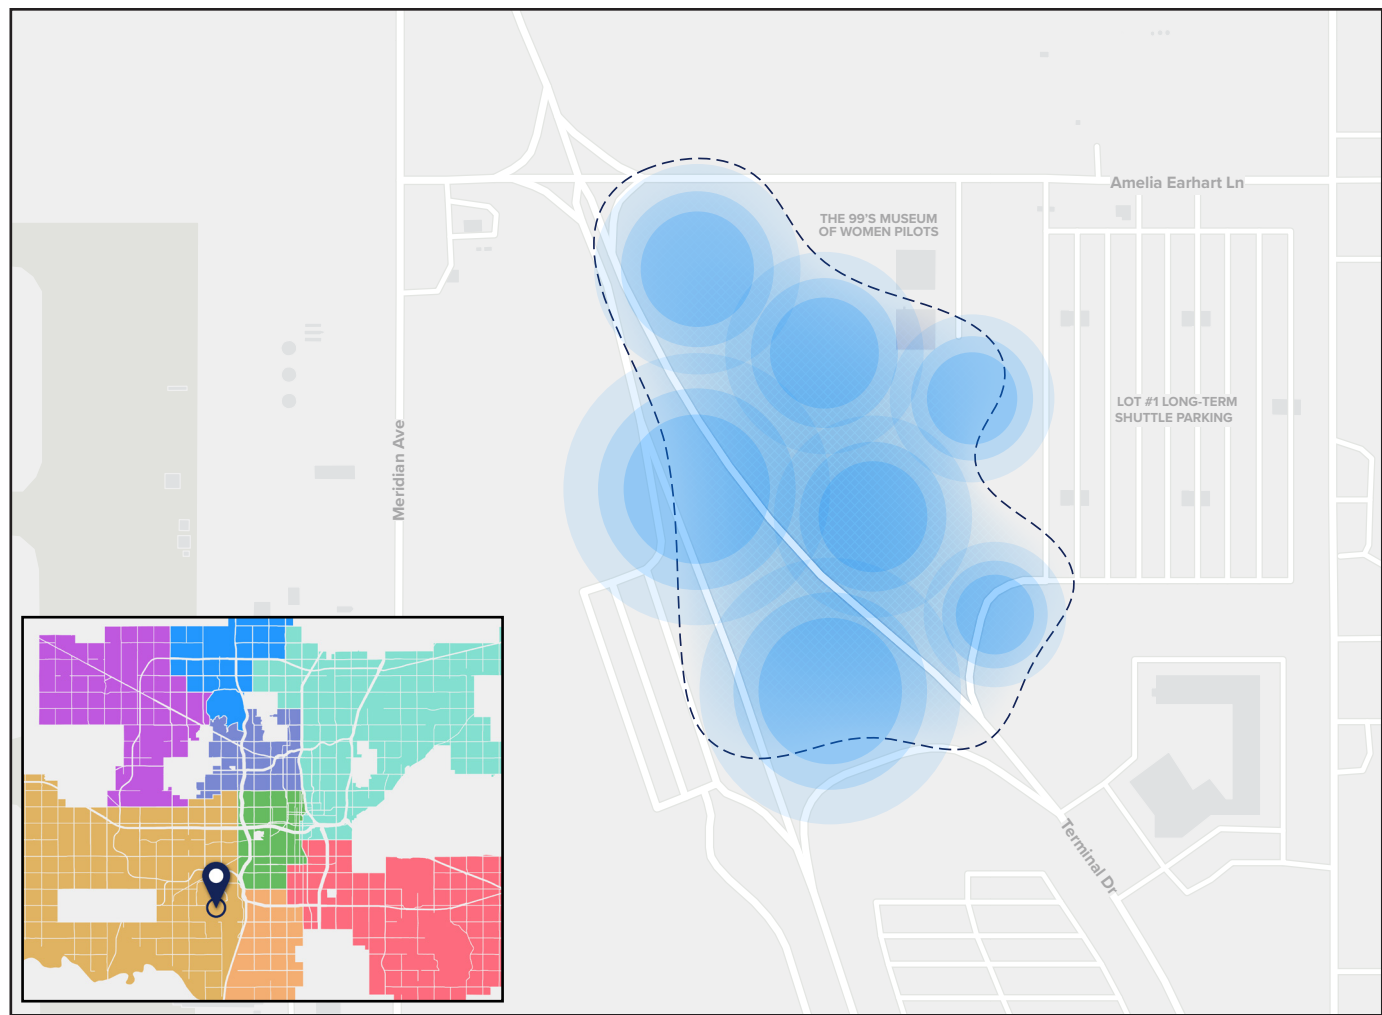 Amelia Earhart Ln
THE 99'S MUSEUM
OF WOMEN PILOTS
LOT #1 LONG-TERM
SHUTTLE PARKING
Meridian Ave
Terminal Dr